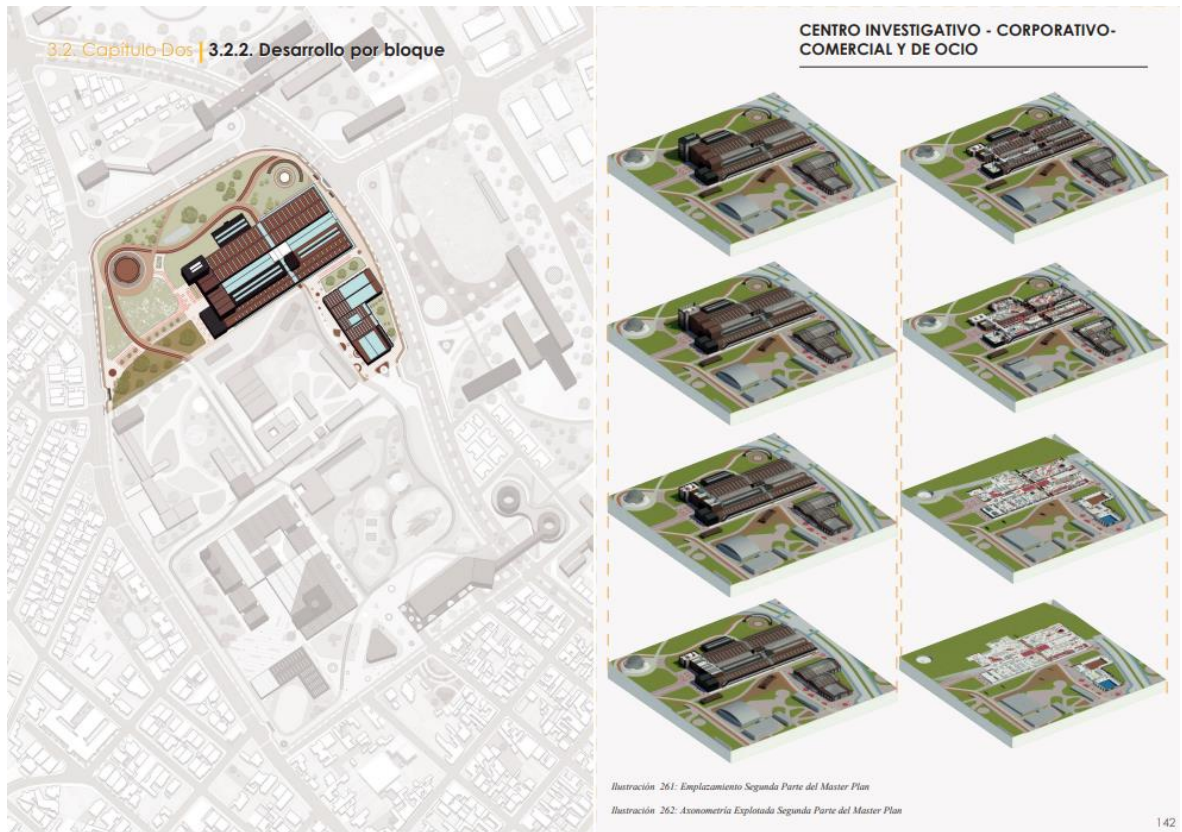 3.2. Capítulo Dos | 3.2.2. Desarrollo por bloque
CENTRO INVESTIGATIVO - CORPORATIVO-
COMERCIAL Y DE OCIO
Ilustración 261: Emplazamiento Segunda Parte del Master Plan
Ilustración 262: Axonometría Explotada Segunda Parte del Master Plan
142